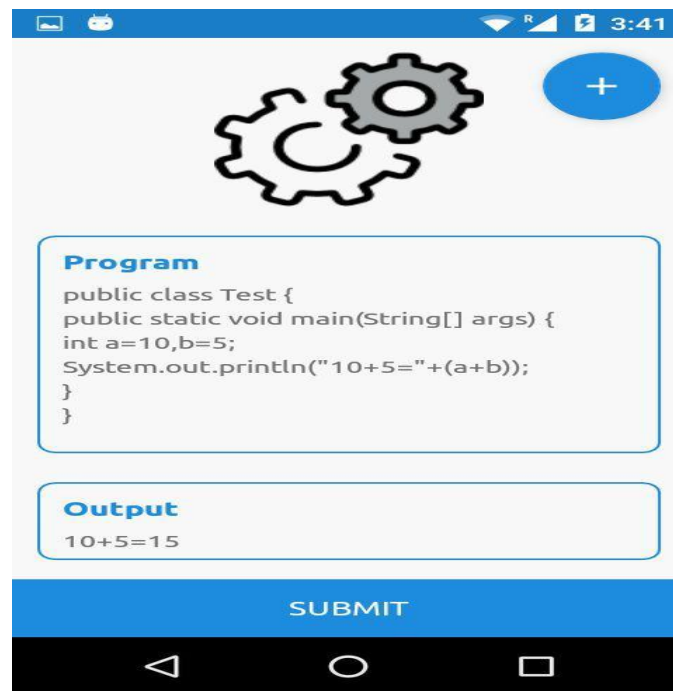 R 3:41
+
Program
public class Test {
public static void main(String[] args) {
int a=10,b=5;
System.out.println("10+5="+(a+b));
}
}
Output
10+5=15
SUBMIT